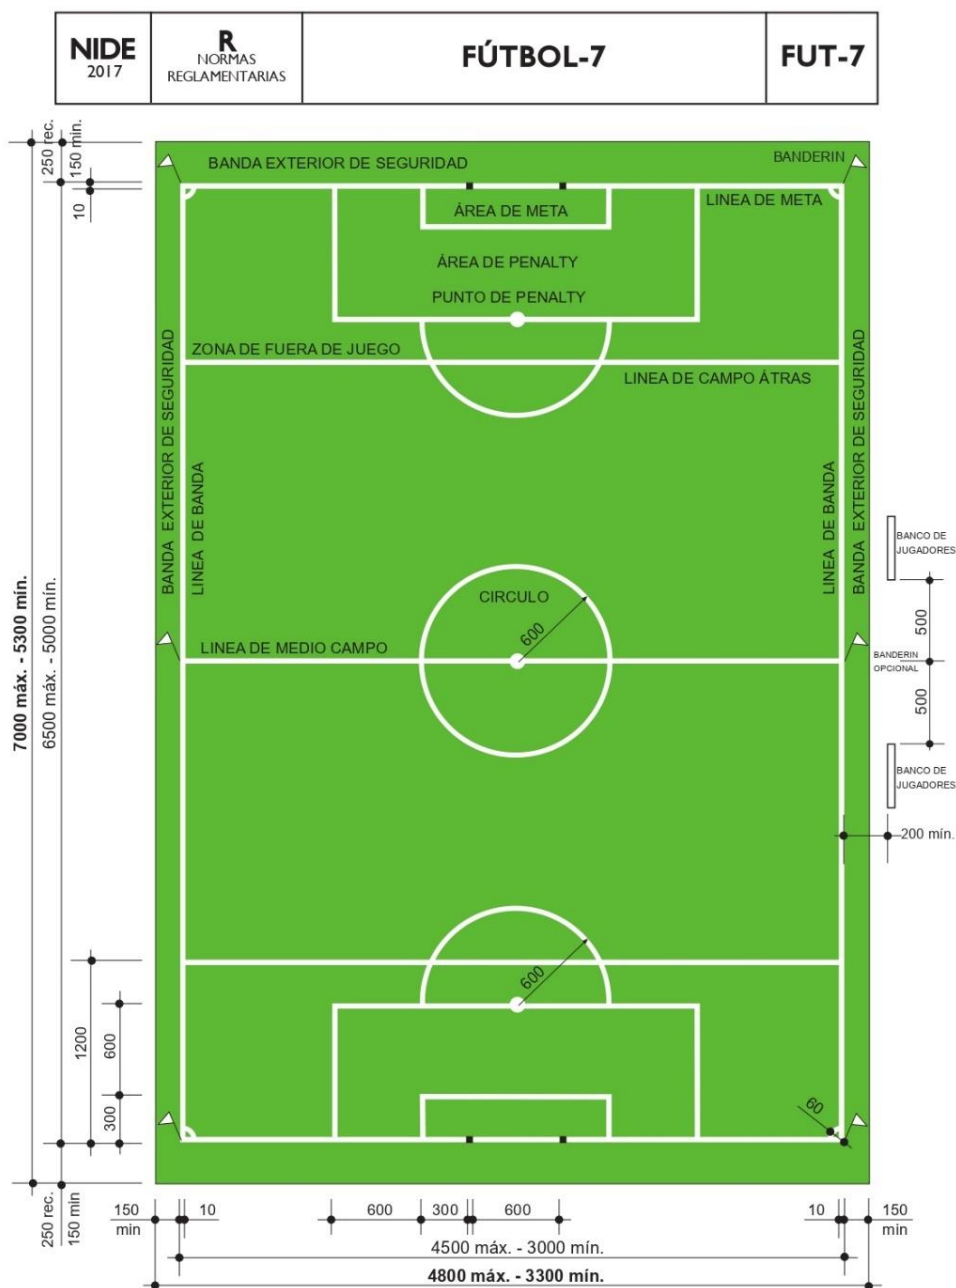 NIDE
2017
R
NORMAS
REGLAMENTARIAS
FÚTBOL-7
FUT-7
250 rec.
150 mín.
10
BANDA EXTERIOR DE SEGURIDAD
BANDERIN
LINEA DE META
ÁREA DE META
ÁREA DE PENALTY
PUNTO DE PENALTY
ZONA DE FUERA DE JUEGO
LINEA DE CAMPO ÁTRAS
BANDA EXTERIOR DE SEGURIDAD
LINEA DE BANDA
LINEA DE BANDA
BANDA EXTERIOR DE SEGURIDAD
BANCO DE
JUGADORES
CIRCULO
600
500
LINEA DE MEDIO CAMPO
BANDERIN
OPCIONAL
500
7000 máx. - 5300 mín.
6500 máx. - 5000 mín.
BANCO DE
JUGADORES
200 mín.
600
1200
600
300
60
250 rec.
150 min
150
min
10
600
300
600
10
150
min
4500 máx. - 3000 mín.
4800 máx. - 3300 mín.